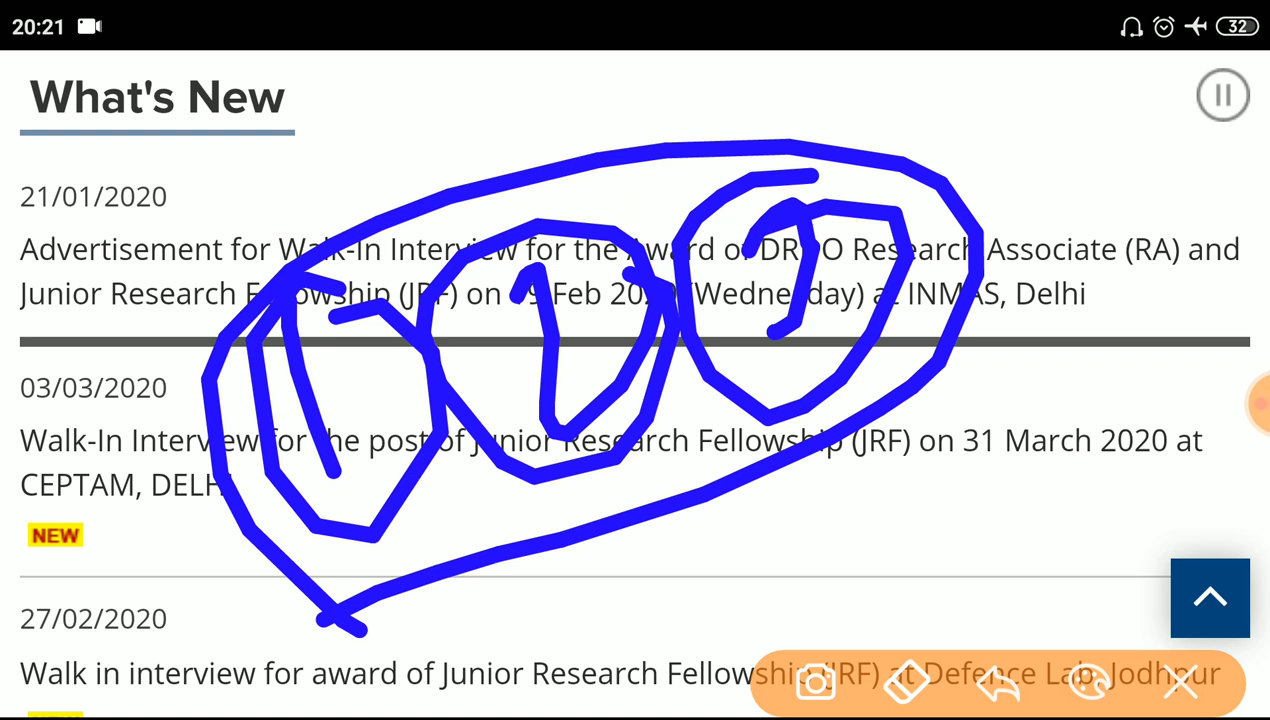 20:21
32
What's New
21/01/2020
Advertisement for Walk-In Interview for the Award of DRDO Research Associate (RA) and
Junior Research Fellowship (JRF) on 19 Feb 2020 (Wednesday) at INMAS, Delhi
03/03/2020
Walk-In Interview for the post of Junior Research Fellowship (JRF) on 31 March 2020 at
CEPTAM, DELHI
NEW
27/02/2020
Walk in interview for award of Junior Research Fellowship (JRF) at Defence Lab, Jodhpur